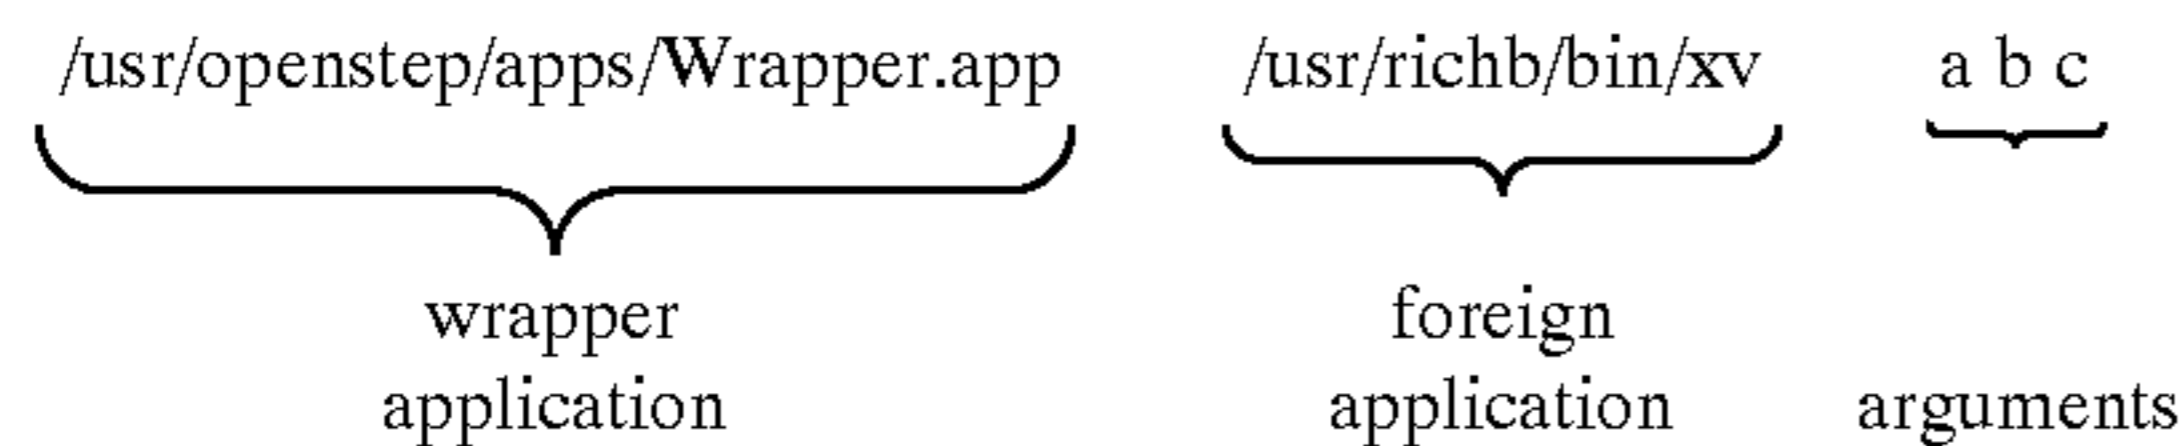 /usr/openstep/apps/Wrapper.app /usr/richb/bin/xv a b c
wrapper foreign
application application arguments